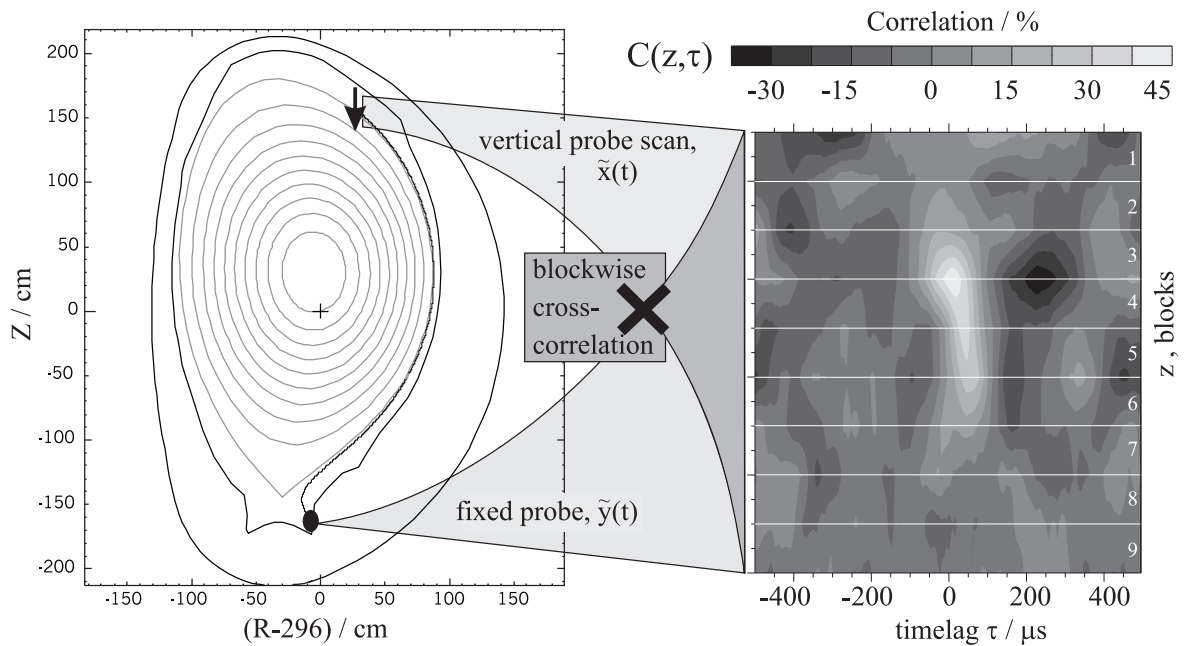 Z / cm
200
150
100
50
0
-50
-100
-150
-200
-150 -100 -50 0 50 100 150
(R-296) / cm
vertical probe scan,
x̃(t)
blockwise
cross-
correlation
fixed probe, ỹ(t)
Correlation / %
C(z,τ)
-30 -15 0 15 30 45
1
2
3
4
5
6
7
8
9
z , blocks
-400 -200 0 200 400
timelag τ / μs